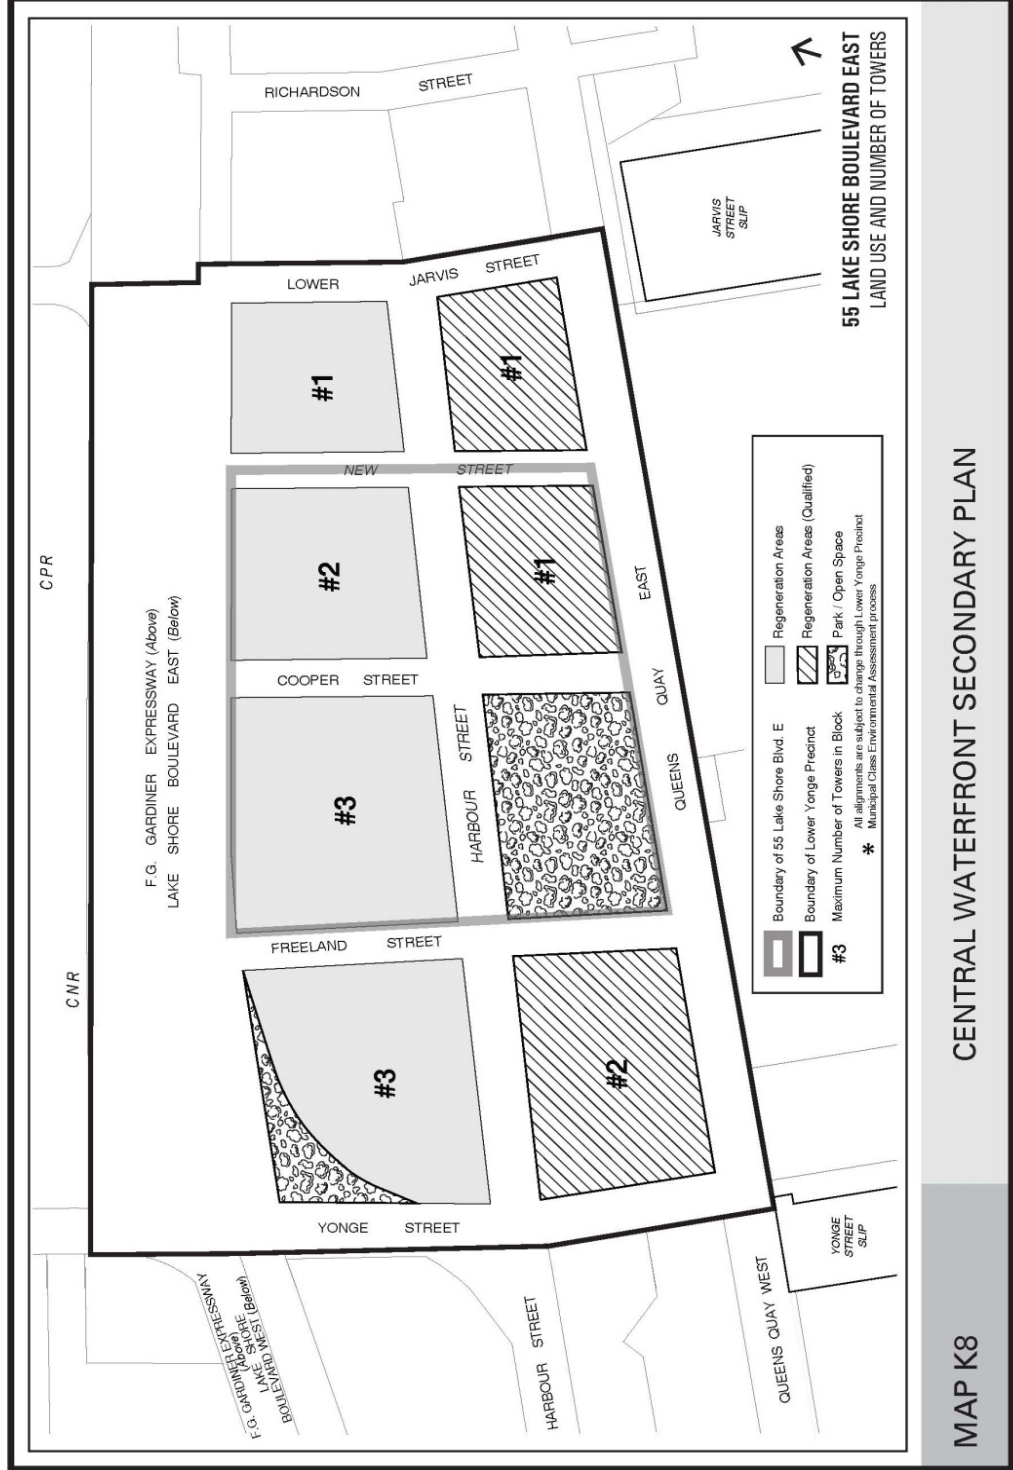 RICHARDSON STREET
55 LAKE SHORE BOULEVARD EAST
LAND USE AND NUMBER OF TOWERS
JARVIS
STREET
SLIP
LOWER JARVIS STREET
#1
#1
NEW STREET
CPR
F.G. GARDINER EXPRESSWAY (Above)
LAKE SHORE BOULEVARD EAST (Below)
#2
#1
COOPER STREET
HARBOUR STREET
QUEENS QUAY EAST
#3
FREELAND STREET
CNR
#3
#2
YONGE STREET
F.G. GARDINER EXPRESSWAY
(Above)
LAKE SHORE
BOULEVARD WEST (Below)
HARBOUR STREET
QUEENS QUAY WEST
YONGE
STREET
SLIP
Boundary of 55 Lake Shore Blvd. E
Boundary of Lower Yonge Precinct
#3 Maximum Number of Towers in Block
Regeneration Areas
Regeneration Areas (Qualified)
Park / Open Space
* All alignments are subject to change through Lower Yonge Precinct
Municipal Class Environmental Assessment process
MAP K8
CENTRAL WATERFRONT SECONDARY PLAN